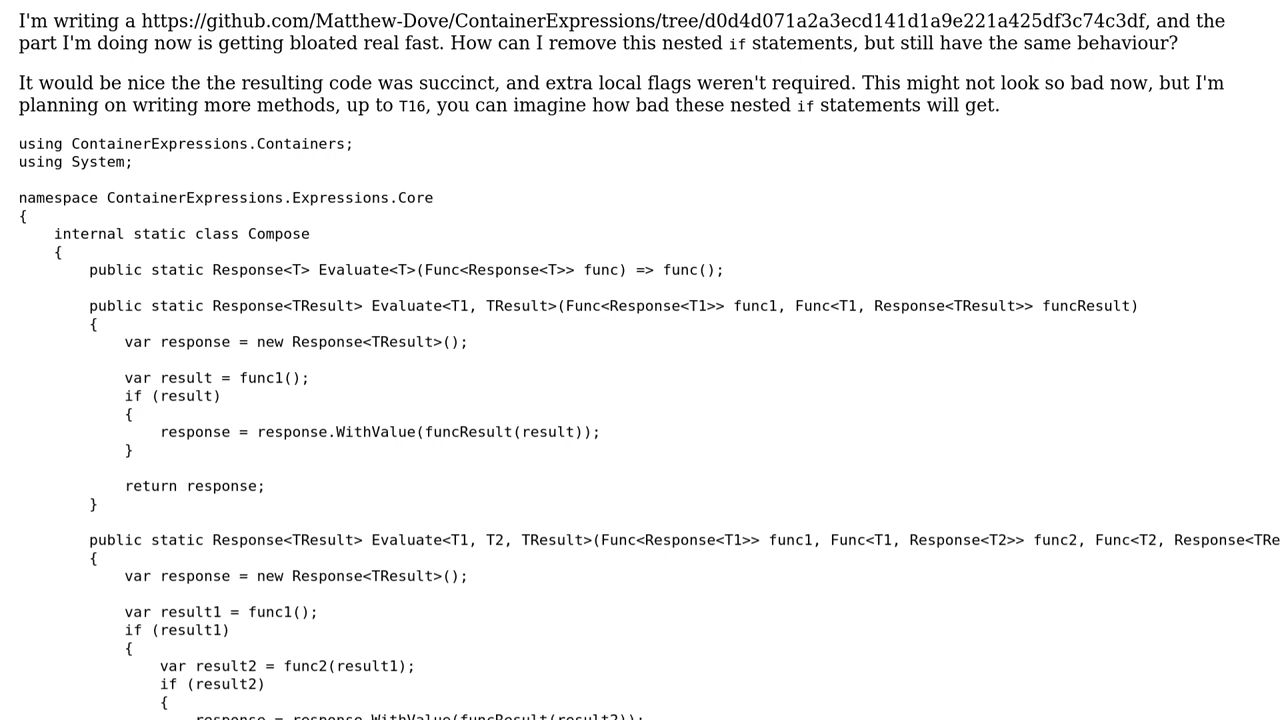 I'm writing a https://github.com/Matthew-Dove/ContainerExpressions/tree/d0d4d071a2a3ecd141d1a9e221a425df3c74c3df, and the
part I'm doing now is getting bloated real fast. How can I remove this nested if statements, but still have the same behaviour?
It would be nice the the resulting code was succinct, and extra local flags weren't required. This might not look so bad now, but I'm
planning on writing more methods, up to T16, you can imagine how bad these nested if statements will get.
using ContainerExpressions.Containers;
using System;
namespace ContainerExpressions.Expressions.Core
{
    internal static class Compose
    {
        public static Response<T> Evaluate<T>(Func<Response<T>> func) => func();
        public static Response<TResult> Evaluate<T1, TResult>(Func<Response<T1>> func1, Func<T1, Response<TResult>> funcResult)
        {
            var response = new Response<TResult>();
            var result = func1();
            if (result)
            {
                response = response.WithValue(funcResult(result));
            }
            return response;
        }
        public static Response<TResult> Evaluate<T1, T2, TResult>(Func<Response<T1>> func1, Func<T1, Response<T2>> func2, Func<T2, Response<TRe
        {
            var response = new Response<TResult>();
            var result1 = func1();
            if (result1)
            {
                var result2 = func2(result1);
                if (result2)
                {
                    response = response.WithValue(funcResult(result2));